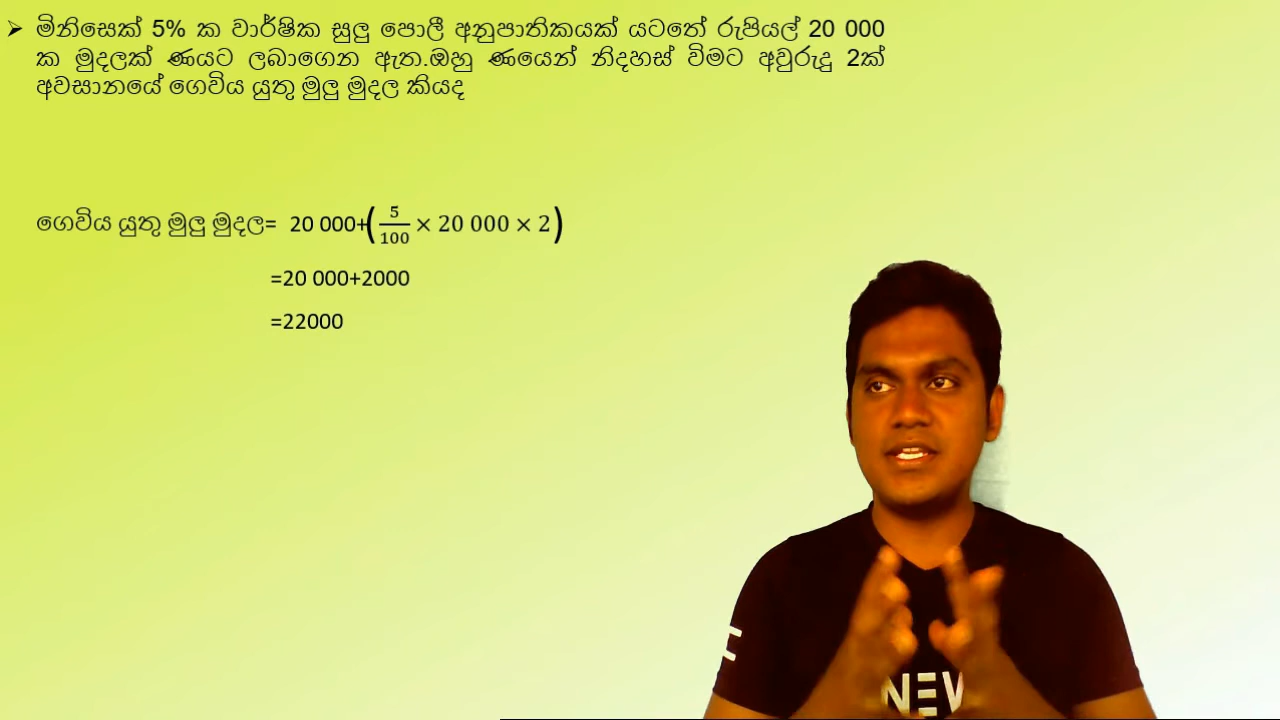 ➢ මිනිසෙක් 5% ක වාර්ෂික සුලු පොලී අනුපාතිකයක් යටතේ රුපියල් 20 000
ක මුදලක් ණයට ලබාගෙන ඇත.ඔහු ණයෙන් නිදහස් විමට අවුරුදු 2ක්
අවසානයේ ගෙවිය යුතු මුලු මුදල කියද
ගෙවිය යුතු මුලු මුදල= 20 000+(5/100 × 20 000 × 2)
=20 000+2000
=22000
NEW